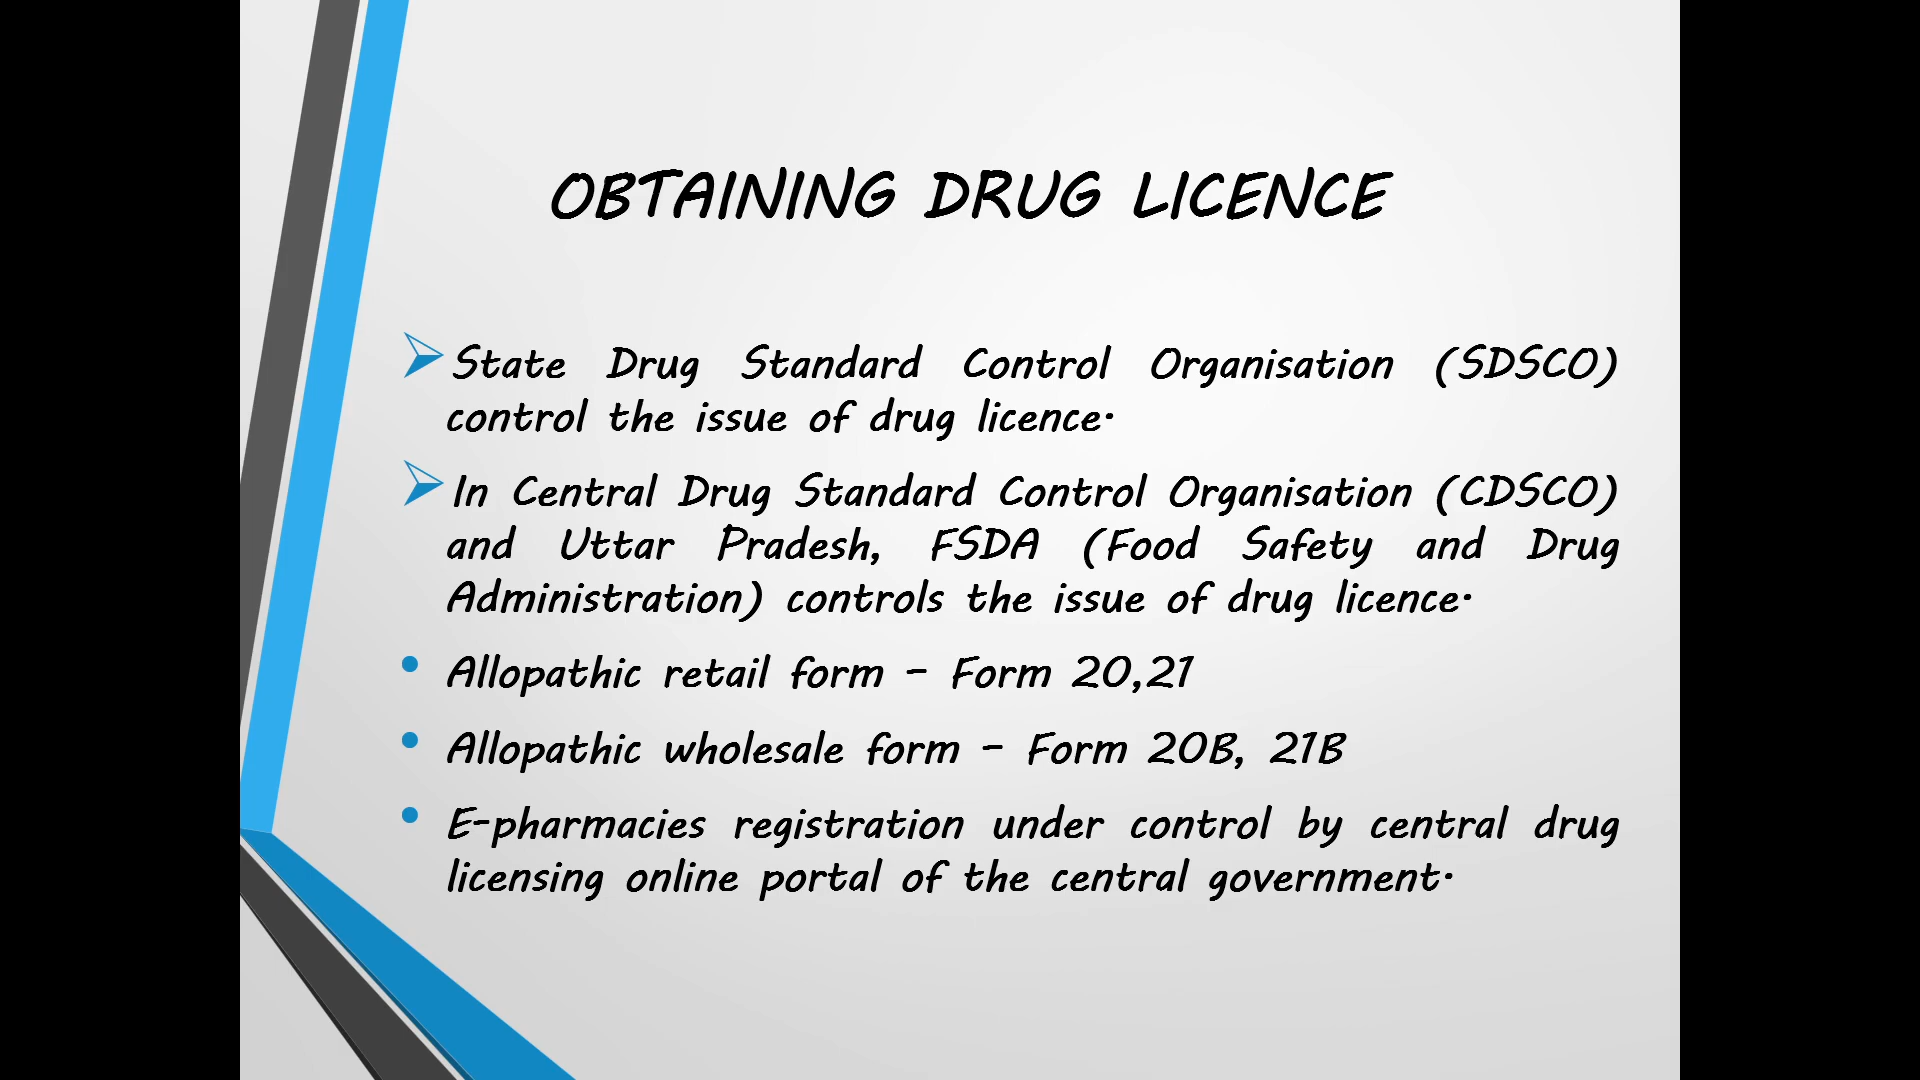 OBTAINING DRUG LICENCE
State Drug Standard Control Organisation (SDSCO)
control the issue of drug licence.
In Central Drug Standard Control Organisation (CDSCO)
and Uttar Pradesh, FSDA (Food Safety and Drug
Administration) controls the issue of drug licence.
Allopathic retail form – Form 20,21
Allopathic wholesale form – Form 20B, 21B
E-pharmacies registration under control by central drug
licensing online portal of the central government.